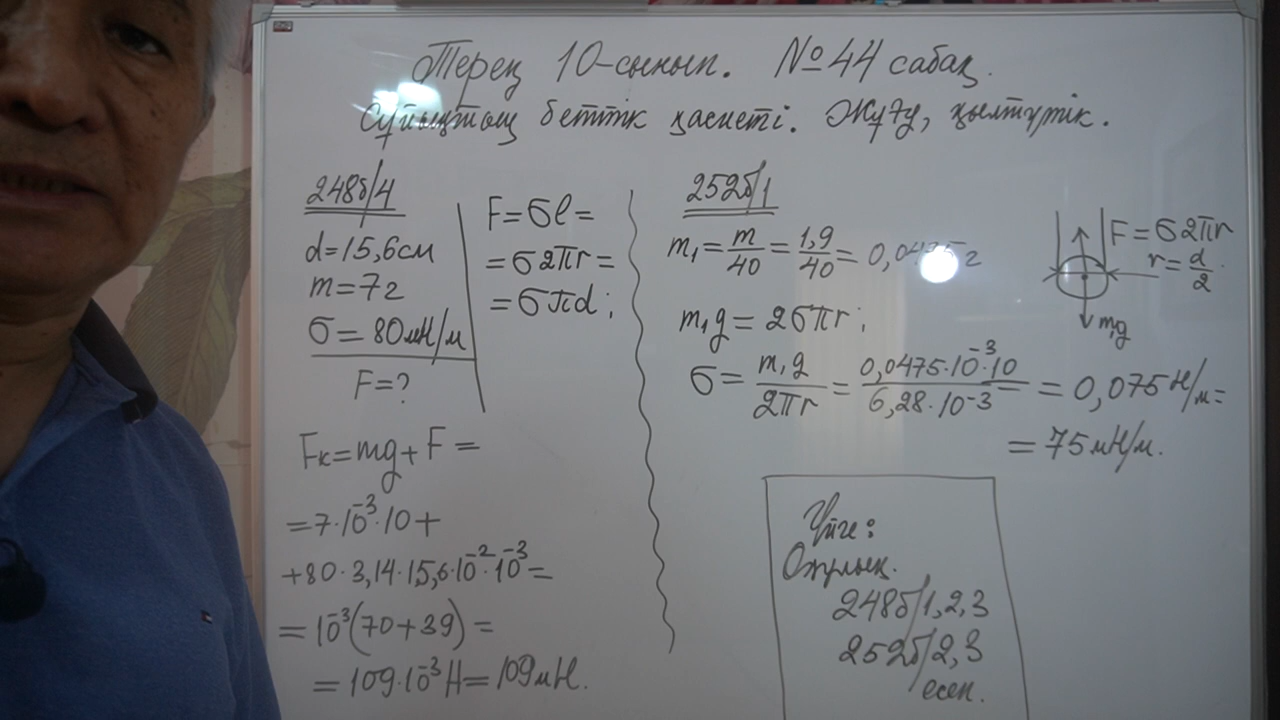 Терең 10-сынып. №44 сабақ.
Сұйықтың беттік қасиеті. Жұғу, қылтүтік.
248б/4
d=15,6см
m=7г
σ=80мН/м
F=?
F=σl=
=σ2πr=
=σπd;
Fк=mg+F=
=7·10⁻³·10+
+80·3,14·15,6·10⁻²·10⁻³=
=10⁻³(70+39)=
=109·10⁻³Н=109мН.
252б/1
m₁=m/40=1,9/40=0,0475г
m₁g=2σπr;
σ=m₁g/2πr=0,0475·10⁻³·10/6,28·10⁻³=0,075Н/м=
=75мН/м.
F=σ2πr
r=d/2
m₁g
Үйге:
Оқулық.
248б/1,2,3
252б/2,3
есеп.